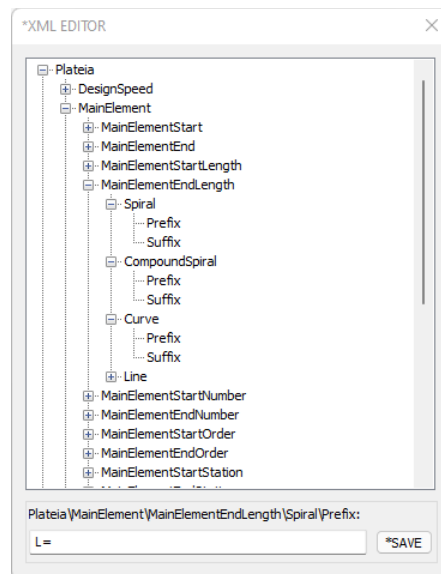 *XML EDITOR
Plateia
DesignSpeed
MainElement
MainElementStart
MainElementEnd
MainElementStartLength
MainElementEndLength
Spiral
Prefix
Suffix
CompoundSpiral
Prefix
Suffix
Curve
Prefix
Suffix
Line
MainElementStartNumber
MainElementEndNumber
MainElementStartOrder
MainElementEndOrder
MainElementStartStation
Plateia\MainElement\MainElementEndLength\Spiral\Prefix:
L=
*SAVE